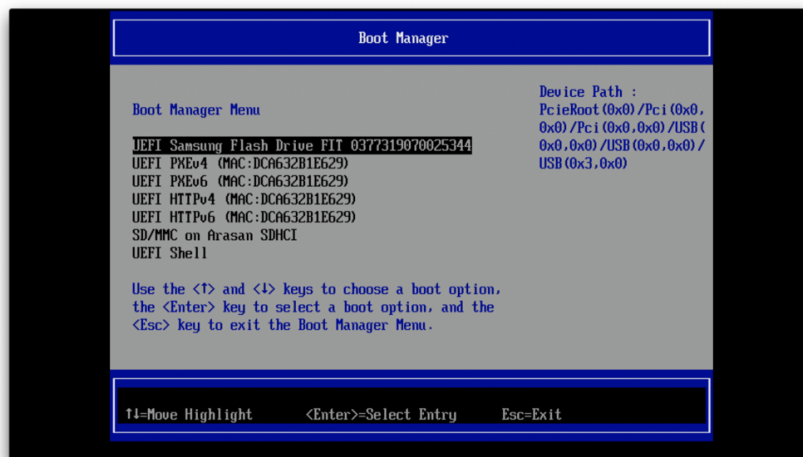 Boot Manager
Boot Manager Menu
UEFI Samsung Flash Drive FIT 0377319070025344
UEFI PXEv4 (MAC:DCA632B1E629)
UEFI PXEv6 (MAC:DCA632B1E629)
UEFI HTTPv4 (MAC:DCA632B1E629)
UEFI HTTPv6 (MAC:DCA632B1E629)
SD/MMC on Arasan SDHCI
UEFI Shell
Use the <↑> and <↓> keys to choose a boot option,
the <Enter> key to select a boot option, and the
<Esc> key to exit the Boot Manager Menu.
Device Path :
PcieRoot(0x0)/Pci(0x0,
0x0)/Pci(0x0,0x0)/USB(
0x0,0x0)/USB(0x0,0x0)/
USB(0x3,0x0)
↑↓=Move Highlight <Enter>=Select Entry Esc=Exit